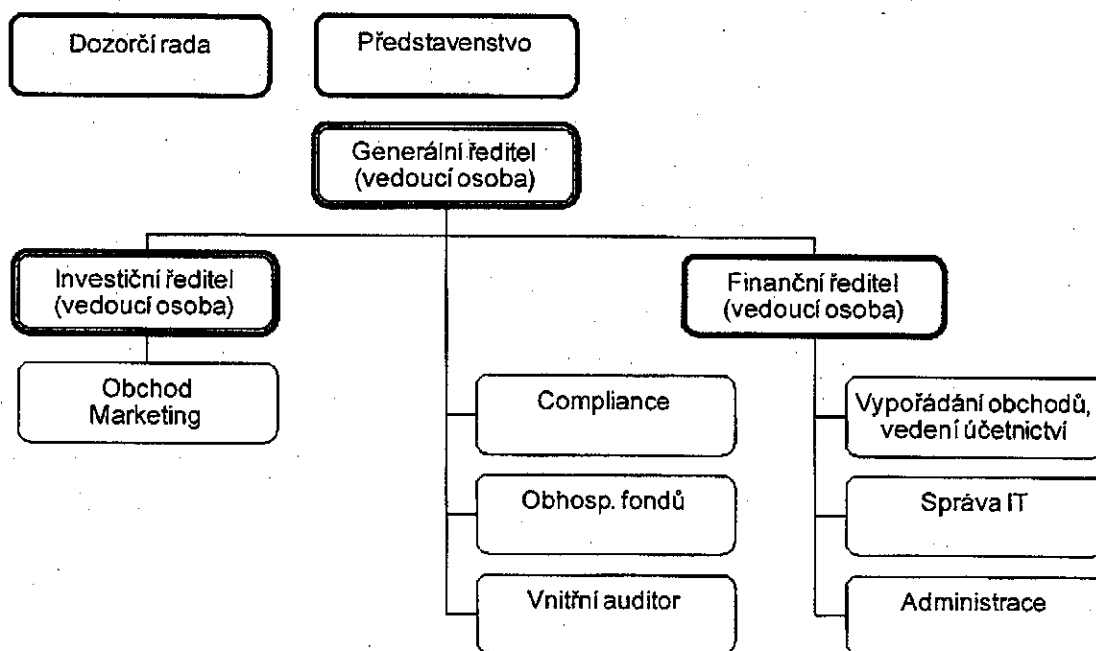 Dozorčí rada
Představenstvo
Generální ředitel
(vedoucí osoba)
Investiční ředitel
(vedoucí osoba)
Finanční ředitel
(vedoucí osoba)
Obchod
Marketing
Compliance
Obhosp. fondů
Vnitřní auditor
Vypořádání obchodů,
vedení účetnictví
Správa IT
Administrace